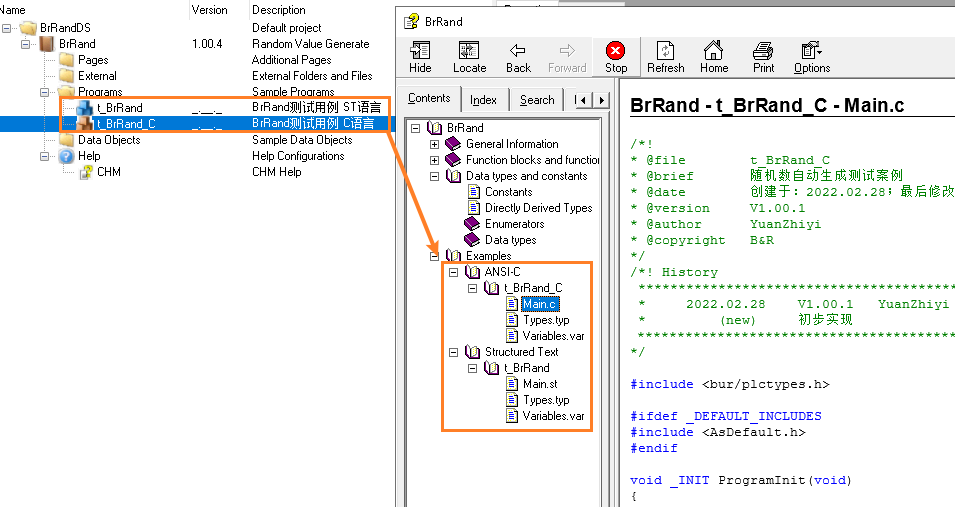 Name Version Description
BrRandDS Default project
BrRand 1.00.4 Random Value Generate
Pages Additional Pages
External External Folders and Files
Programs Sample Programs
t_BrRand _.__._ BrRand测试用例 ST语言
t_BrRand_C _.__._ BrRand测试用例 C语言
Data Objects Sample Data Objects
Help Help Configurations
CHM CHM Help
BrRand
Hide Locate Back Forward Stop Refresh Home Print Options
Contents Index Search
BrRand
General Information
Function blocks and function
Data types and constants
Constants
Directly Derived Types
Enumerators
Data types
Examples
ANSI-C
t_BrRand_C
Main.c
Types.typ
Variables.var
Structured Text
t_BrRand
Main.st
Types.typ
Variables.var
BrRand - t_BrRand_C - Main.c
/*!
* @file t_BrRand_C
* @brief 随机数自动生成测试案例
* @date 创建于: 2022.02.28; 最后修改
* @version V1.00.1
* @author YuanZhiyi
* @copyright B&R
*/
/*! History
****************************************
* 2022.02.28 V1.00.1 YuanZhiyi
* (new) 初步实现
****************************************
*/
#include <bur/plctypes.h>
#ifdef _DEFAULT_INCLUDES
#include <AsDefault.h>
#endif
void _INIT ProgramInit(void)
{